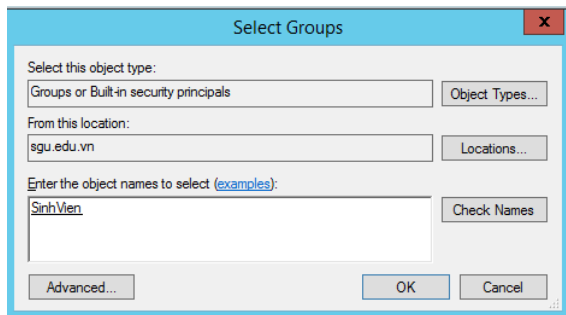 Select Groups
x
Select this object type:
Groups or Built-in security principals
Object Types...
From this location:
sgu.edu.vn
Locations...
Enter the object names to select (examples):
SinhVien
Check Names
Advanced...
OK
Cancel